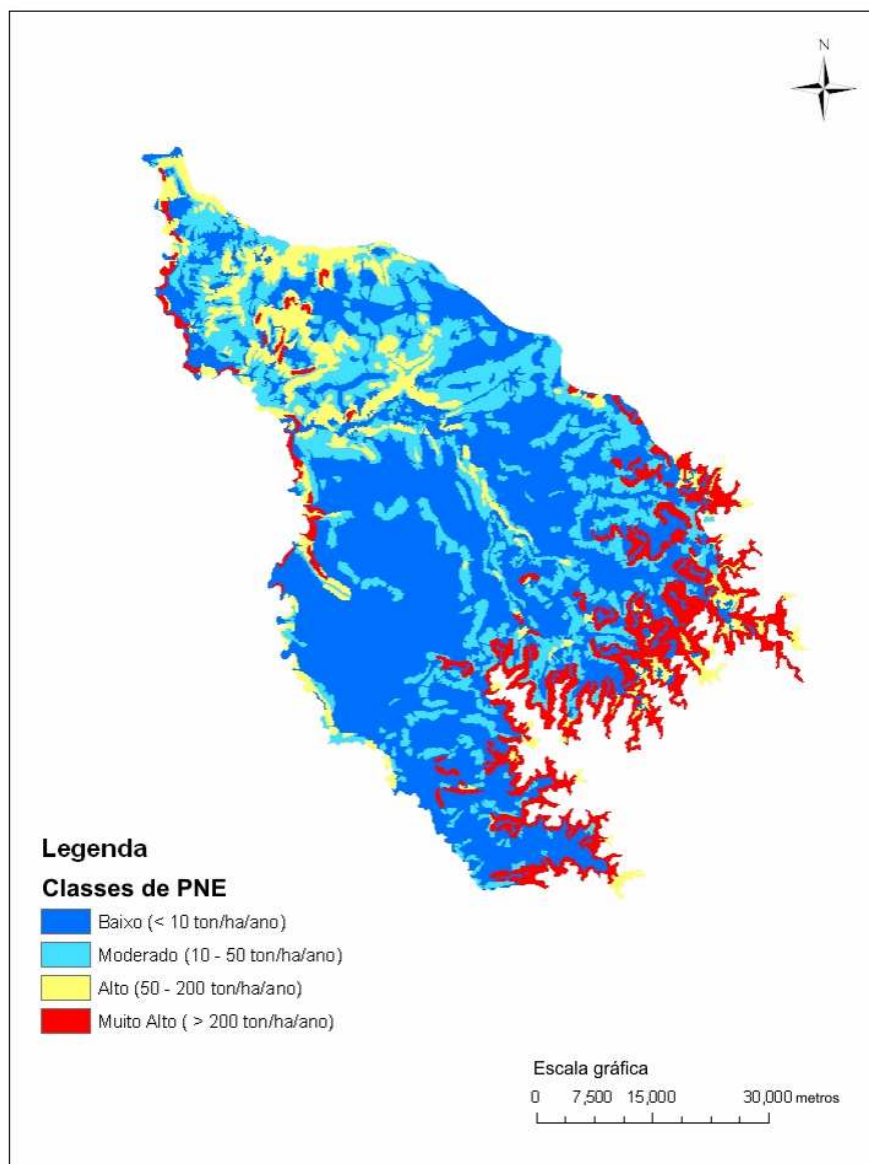 N
Legenda
Classes de PNE
Baixo (< 10 ton/ha/ano)
Moderado (10 - 50 ton/ha/ano)
Alto (50 - 200 ton/ha/ano)
Muito Alto ( > 200 ton/ha/ano)
Escala gráfica
0 7,500 15,000 30,000 metros